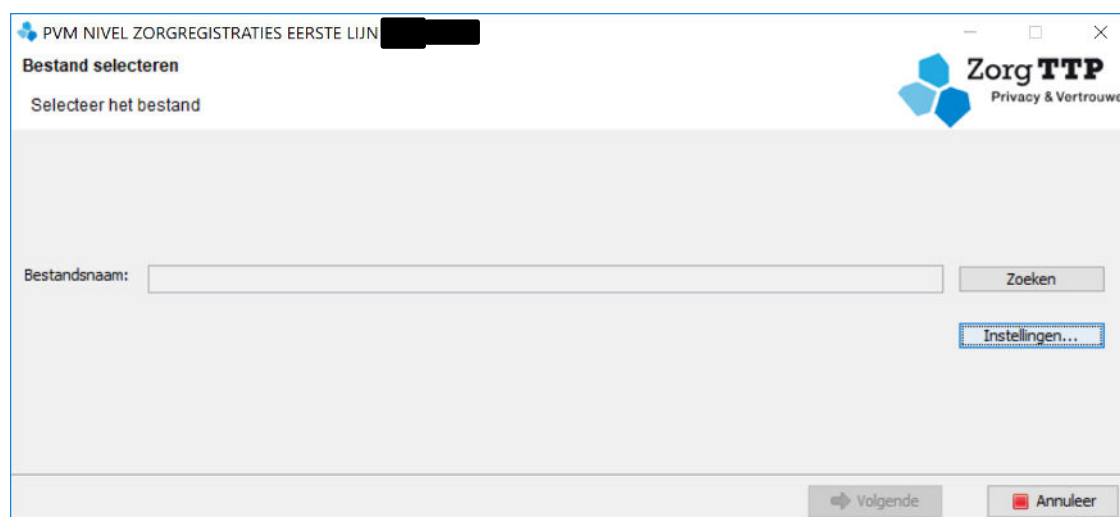 PVM NIVEL ZORGREGISTRATIES EERSTE LIJN
Bestand selecteren
Selecteer het bestand
Zorg TTP
Privacy & Vertrouwe
Bestandsnaam:
Zoeken
Instellingen...
Volgende
Annuleer